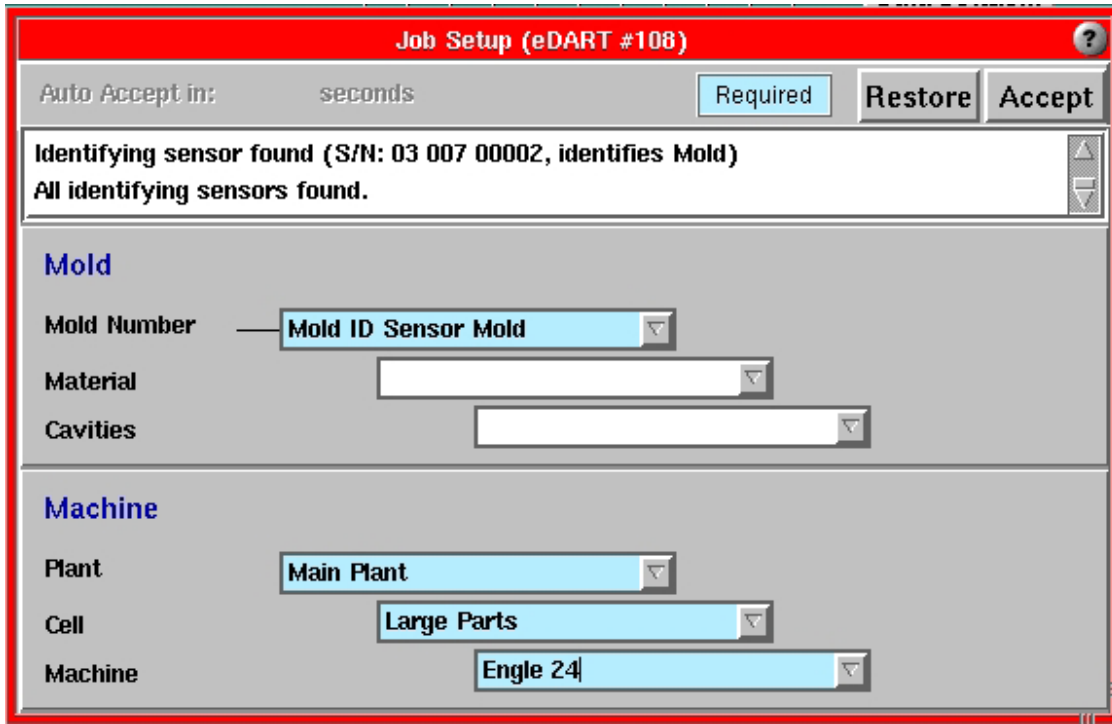 Job Setup (eDART #108)
?
Auto Accept in: seconds Required Restore Accept
Identifying sensor found (S/N: 03 007 00002, identifies Mold)
All identifying sensors found.
Mold
Mold Number Mold ID Sensor Mold
Material
Cavities
Machine
Plant Main Plant
Cell Large Parts
Machine Engle 24